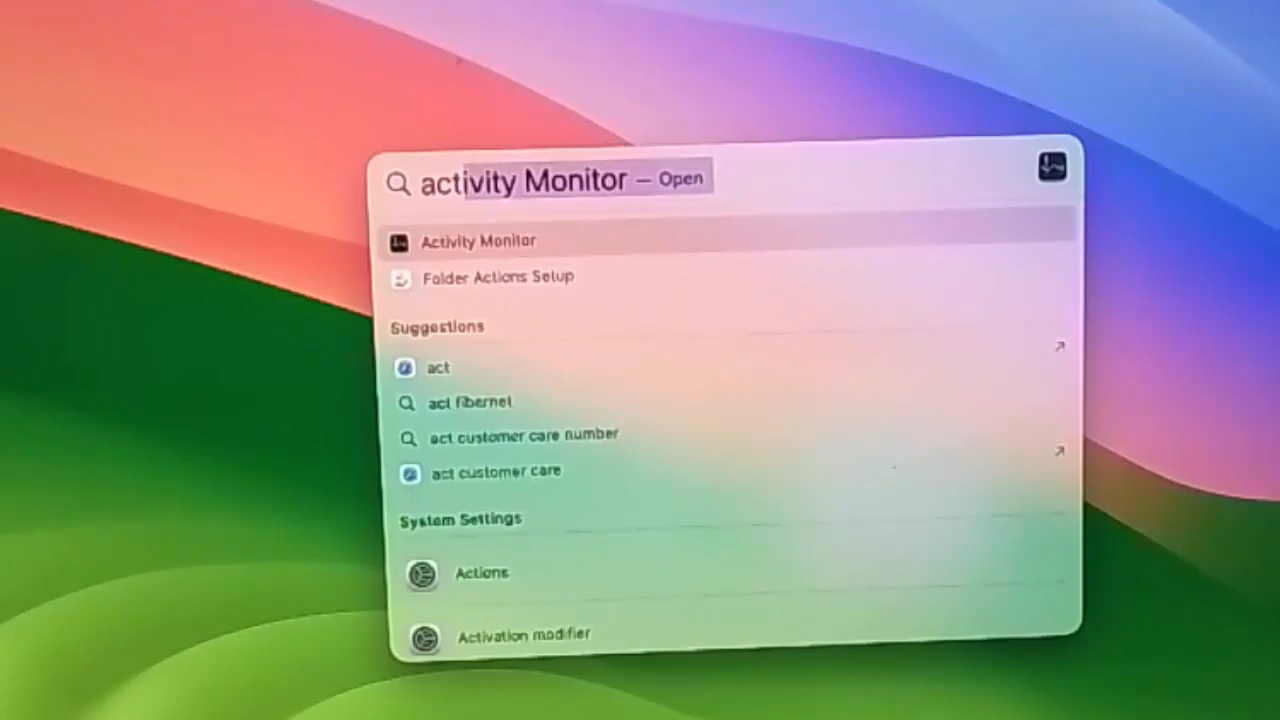 activity Monitor — Open
Activity Monitor
Folder Actions Setup
Suggestions
act
act fibernet
act customer care number
act customer care
System Settings
Actions
Activation modifier